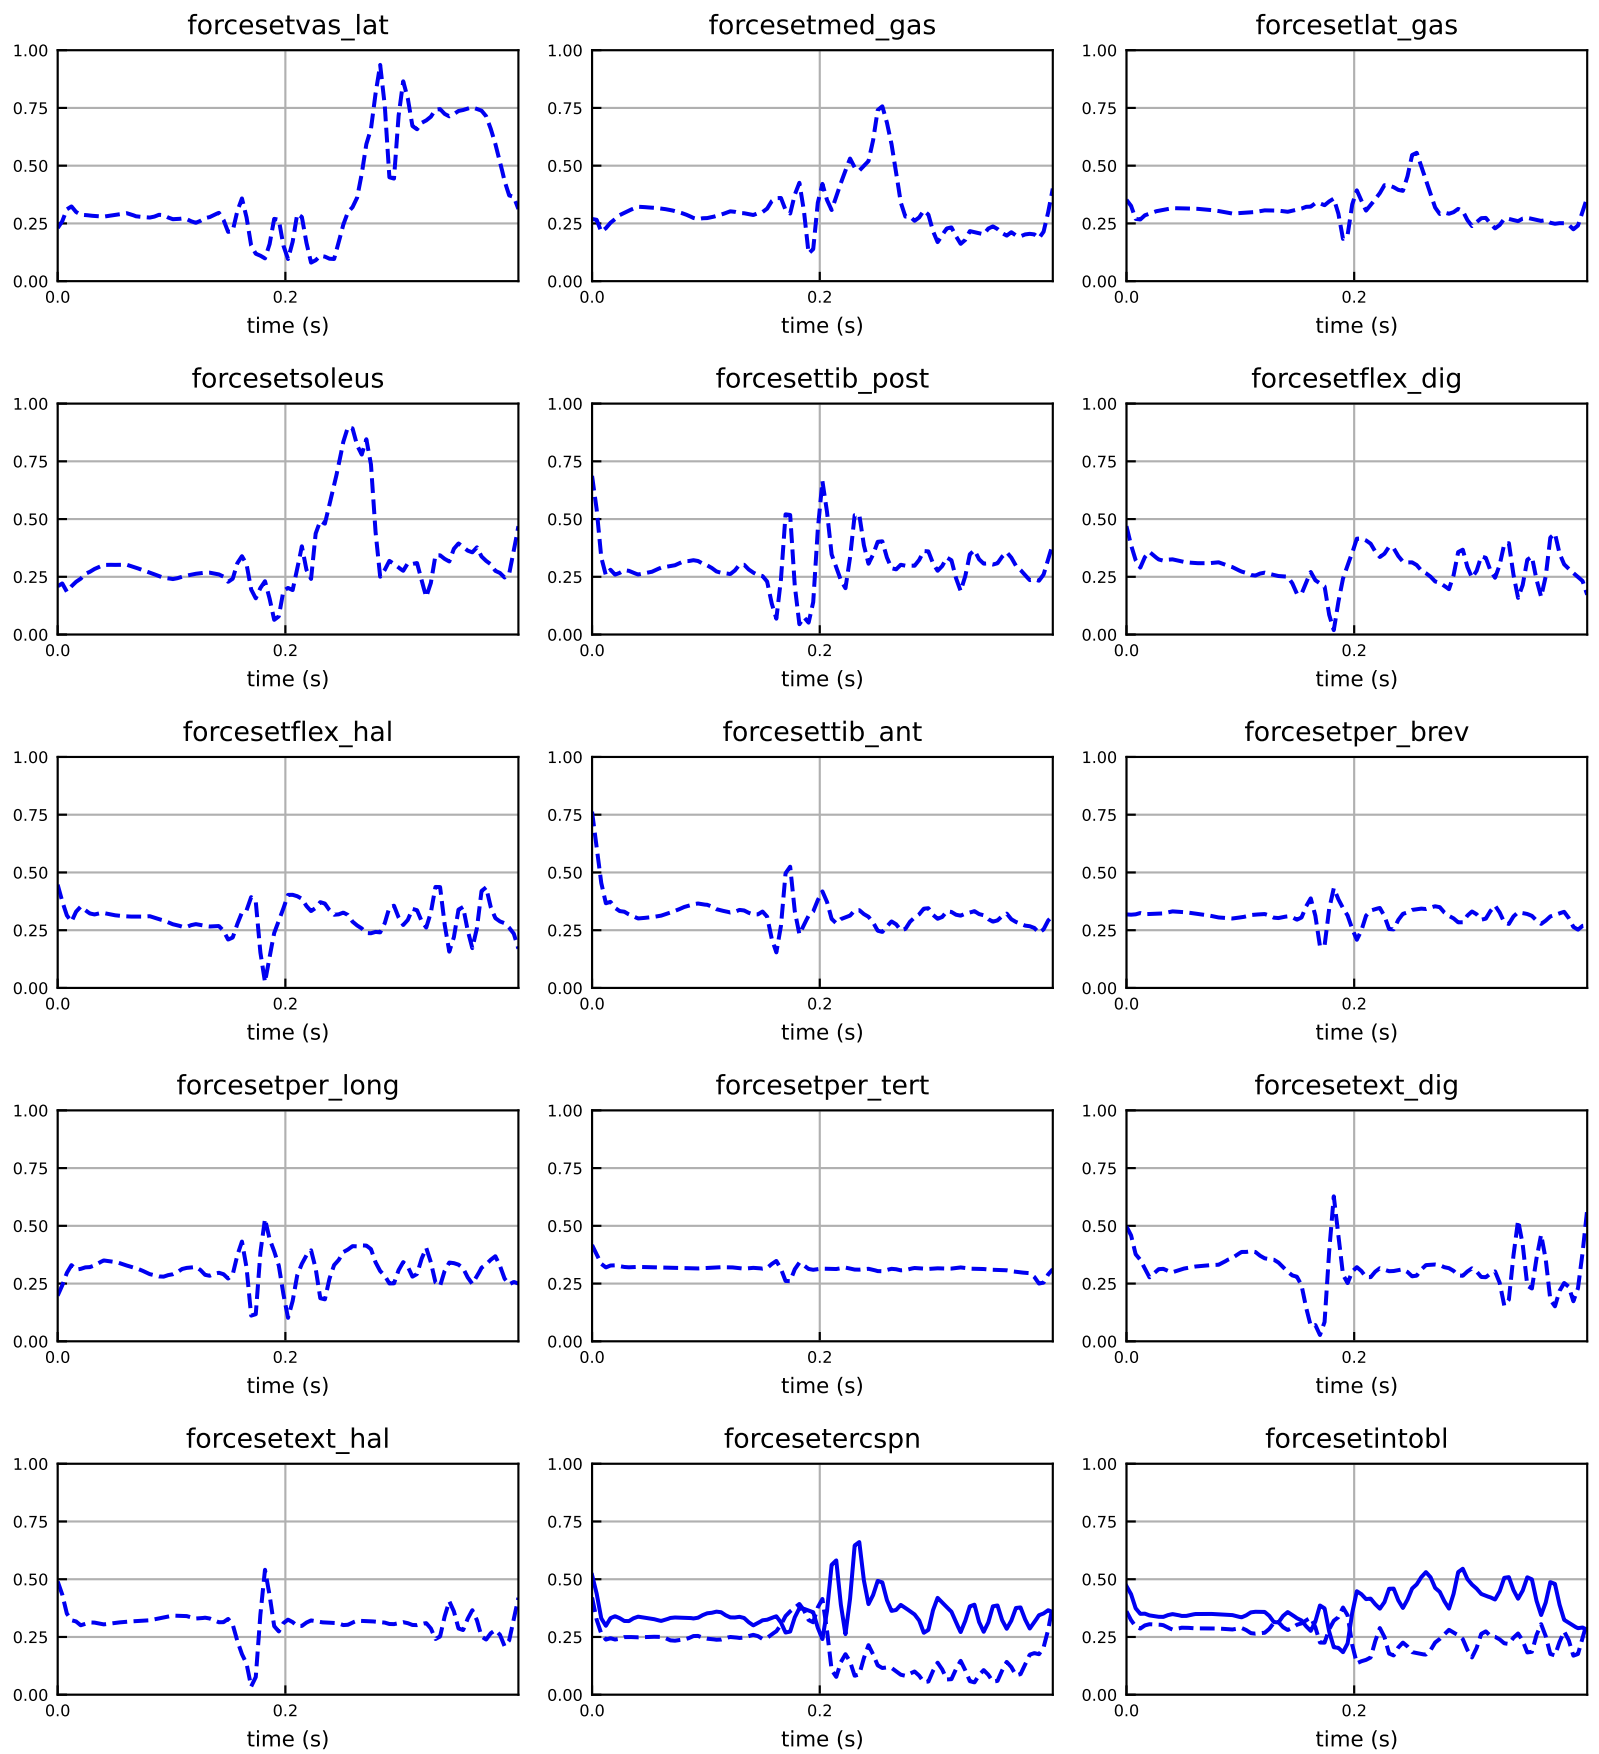 forcesetvas_lat forcesetmed_gas forcesetlat_gas
1.00 1.00 1.00
0.75 0.75 0.75
0.50 0.50 0.50
0.25 0.25 0.25
0.00 0.00 0.00
0.0 0.2 0.0 0.2 0.0 0.2
time (s) time (s) time (s)
forcesetsoleus forcesettib_post forcesetflex_dig
1.00 1.00 1.00
0.75 0.75 0.75
0.50 0.50 0.50
0.25 0.25 0.25
0.00 0.00 0.00
0.0 0.2 0.0 0.2 0.0 0.2
time (s) time (s) time (s)
forcesetflex_hal forcesettib_ant forcesetper_brev
1.00 1.00 1.00
0.75 0.75 0.75
0.50 0.50 0.50
0.25 0.25 0.25
0.00 0.00 0.00
0.0 0.2 0.0 0.2 0.0 0.2
time (s) time (s) time (s)
forcesetper_long forcesetper_tert forcesetext_dig
1.00 1.00 1.00
0.75 0.75 0.75
0.50 0.50 0.50
0.25 0.25 0.25
0.00 0.00 0.00
0.0 0.2 0.0 0.2 0.0 0.2
time (s) time (s) time (s)
forcesetext_hal forcesetercspn forcesetintobl
1.00 1.00 1.00
0.75 0.75 0.75
0.50 0.50 0.50
0.25 0.25 0.25
0.00 0.00 0.00
0.0 0.2 0.0 0.2 0.0 0.2
time (s) time (s) time (s)